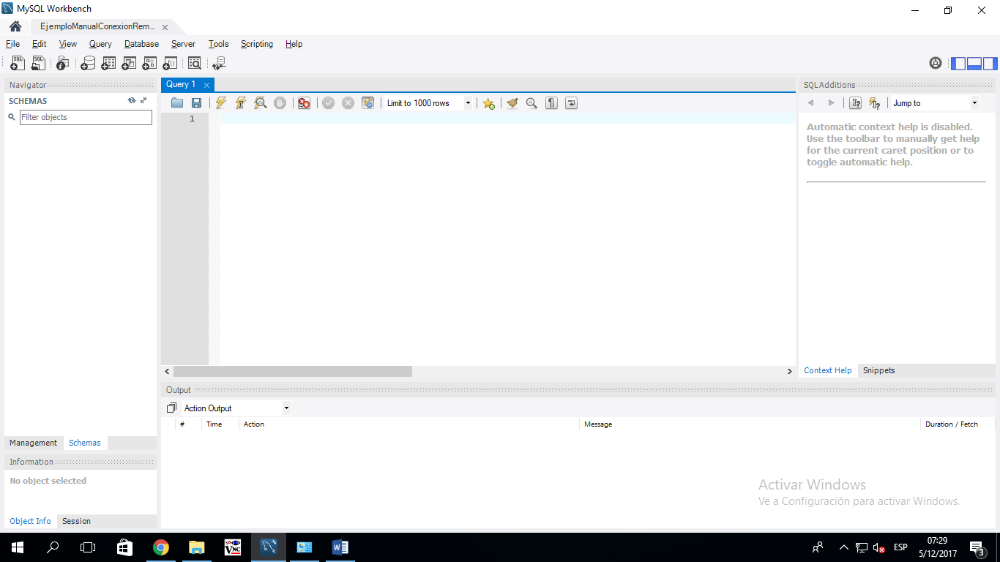 MySQL Workbench
EjemploManualConexionRem...
File Edit View Query Database Server Tools Scripting Help
Navigator
SCHEMAS
Filter objects
Management Schemas
Information
No object selected
Object Info Session
Query 1
Limit to 1000 rows
1
SQLAdditions
Jump to
Automatic context help is disabled.
Use the toolbar to manually get help
for the current caret position or to
toggle automatic help.
Context Help Snippets
Output
Action Output
# Time Action Message Duration / Fetch
Activar Windows
Ve a Configuración para activar Windows.
ESP
07:29
5/12/2017
3